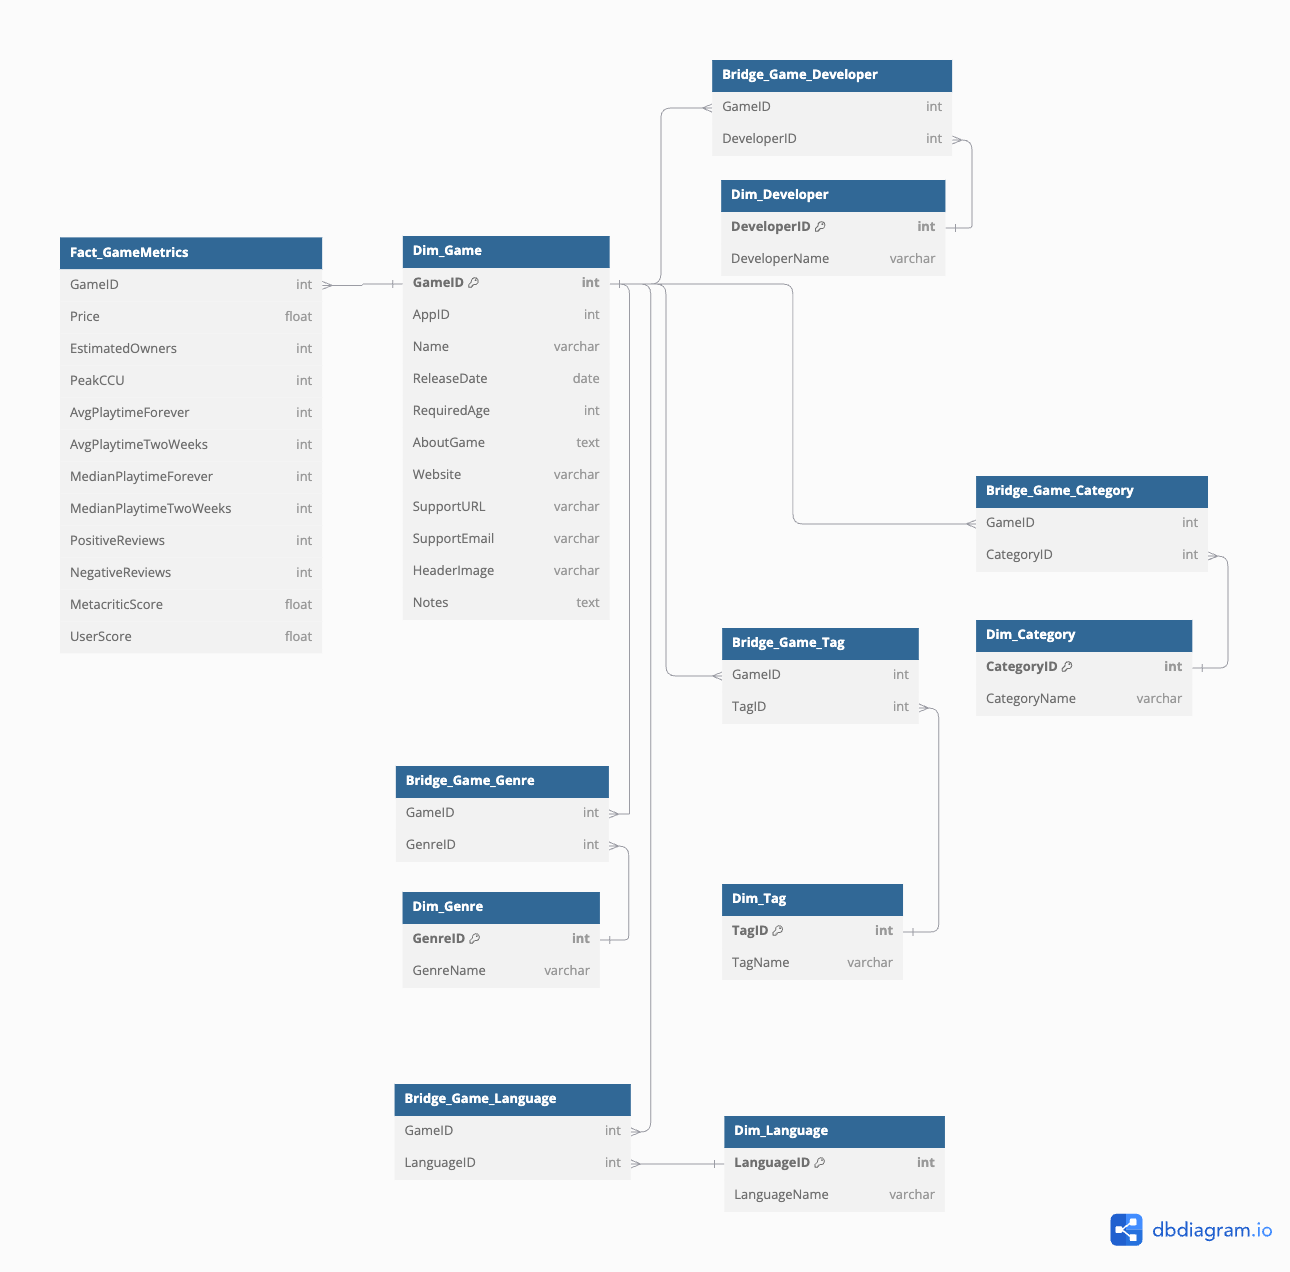 Bridge_Game_Developer
GameID int
DeveloperID int
Dim_Developer
DeveloperID int
DeveloperName varchar
Fact_GameMetrics
GameID int
Price float
EstimatedOwners int
PeakCCU int
AvgPlaytimeForever int
AvgPlaytimeTwoWeeks int
MedianPlaytimeForever int
MedianPlaytimeTwoWeeks int
PositiveReviews int
NegativeReviews int
MetacriticScore float
UserScore float
Dim_Game
GameID int
AppID int
Name varchar
ReleaseDate date
RequiredAge int
AboutGame text
Website varchar
SupportURL varchar
SupportEmail varchar
HeaderImage varchar
Notes text
Bridge_Game_Category
GameID int
CategoryID int
Dim_Category
CategoryID int
CategoryName varchar
Bridge_Game_Tag
GameID int
TagID int
Bridge_Game_Genre
GameID int
GenreID int
Dim_Genre
GenreID int
GenreName varchar
Dim_Tag
TagID int
TagName varchar
Bridge_Game_Language
GameID int
LanguageID int
Dim_Language
LanguageID int
LanguageName varchar
dbdiagram.io